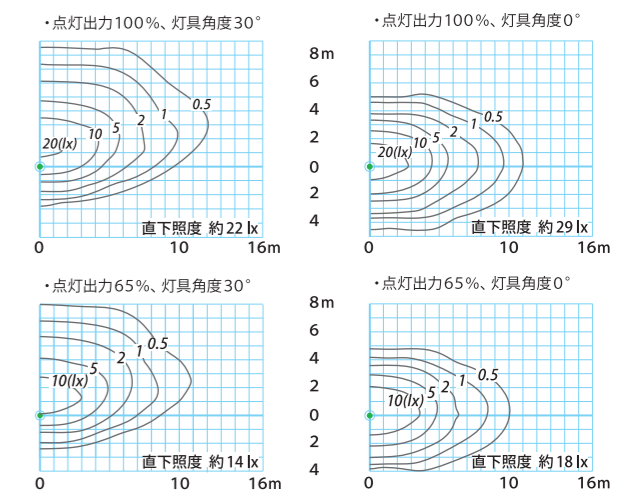 ・点灯出力100%、灯具角度30°
・点灯出力100%、灯具角度0°
8m
6
4
2
0
2
4
0.5
1
2
5
10
20(lx)
直下照度 約22 lx
0
10
16m
0.5
1
2
5
10
20(lx)
直下照度 約29 lx
0
10
16m
・点灯出力65%、灯具角度30°
・点灯出力65%、灯具角度0°
8m
6
4
2
0
2
4
0.5
1
2
5
10(lx)
直下照度 約14 lx
0
10
16m
0.5
1
2
5
10(lx)
直下照度 約18 lx
0
10
16m